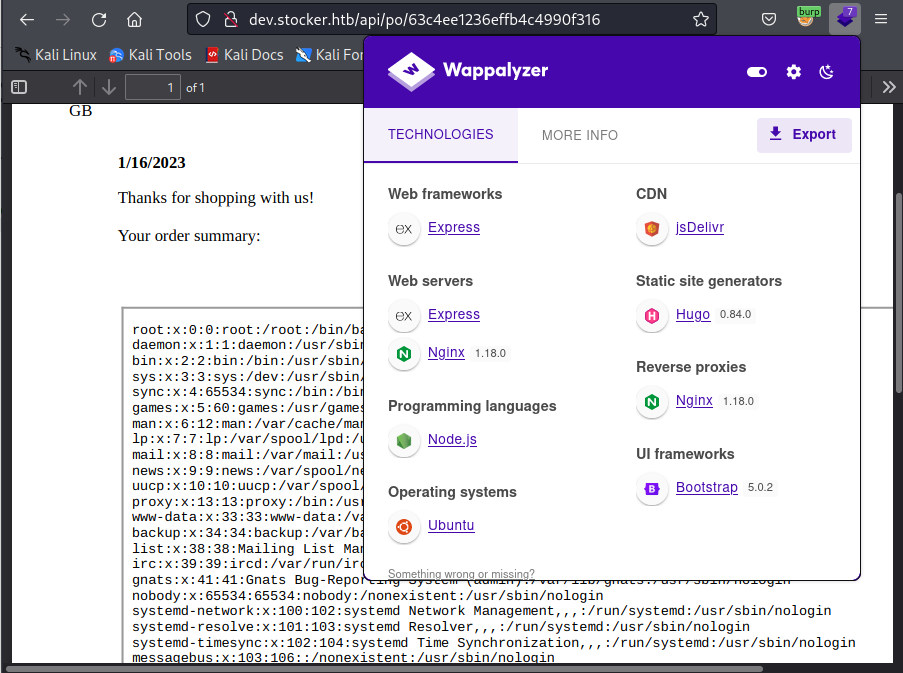 burp
7
dev.stocker.htb/api/po/63c4ee1236effb4c4990f316
Kali Linux
Kali Tools
Kali Docs
Kali For
1
of 1
Wappalyzer
TECHNOLOGIES
MORE INFO
Export
GB
1/16/2023
Thanks for shopping with us!
Your order summary:
Web frameworks
Express
Web servers
Express
Nginx 1.18.0
Programming languages
Node.js
Operating systems
Ubuntu
CDN
jsDelivr
Static site generators
Hugo 0.84.0
Reverse proxies
Nginx 1.18.0
UI frameworks
Bootstrap 5.0.2
Something wrong or missing?
root:x:0:0:root:/root:/bin/ba
daemon:x:1:1:daemon:/usr/sbin
bin:x:2:2:bin:/bin:/usr/sbin/
sys:x:3:3:sys:/dev:/usr/sbin/
sync:x:4:65534:sync:/bin:/bin
games:x:5:60:games:/usr/games
man:x:6:12:man:/var/cache/man
lp:x:7:7:lp:/var/spool/lpd:/u
mail:x:8:8:mail:/var/mail:/us
news:x:9:9:news:/var/spool/ne
uucp:x:10:10:uucp:/var/spool/
proxy:x:13:13:proxy:/bin:/usr
www-data:x:33:33:www-data:/va
backup:x:34:34:backup:/var/ba
list:x:38:38:Mailing List Man
irc:x:39:39:ircd:/var/run/irc
gnats:x:41:41:Gnats Bug-Reporting System (admin):/var/lib/gnats:/usr/sbin/nologin
nobody:x:65534:65534:nobody:/nonexistent:/usr/sbin/nologin
systemd-network:x:100:102:systemd Network Management,,,:/run/systemd:/usr/sbin/nologin
systemd-resolve:x:101:103:systemd Resolver,,,:/run/systemd:/usr/sbin/nologin
systemd-timesync:x:102:104:systemd Time Synchronization,,,:/run/systemd:/usr/sbin/nologin
messagebus:x:103:106::/nonexistent:/usr/sbin/nologin